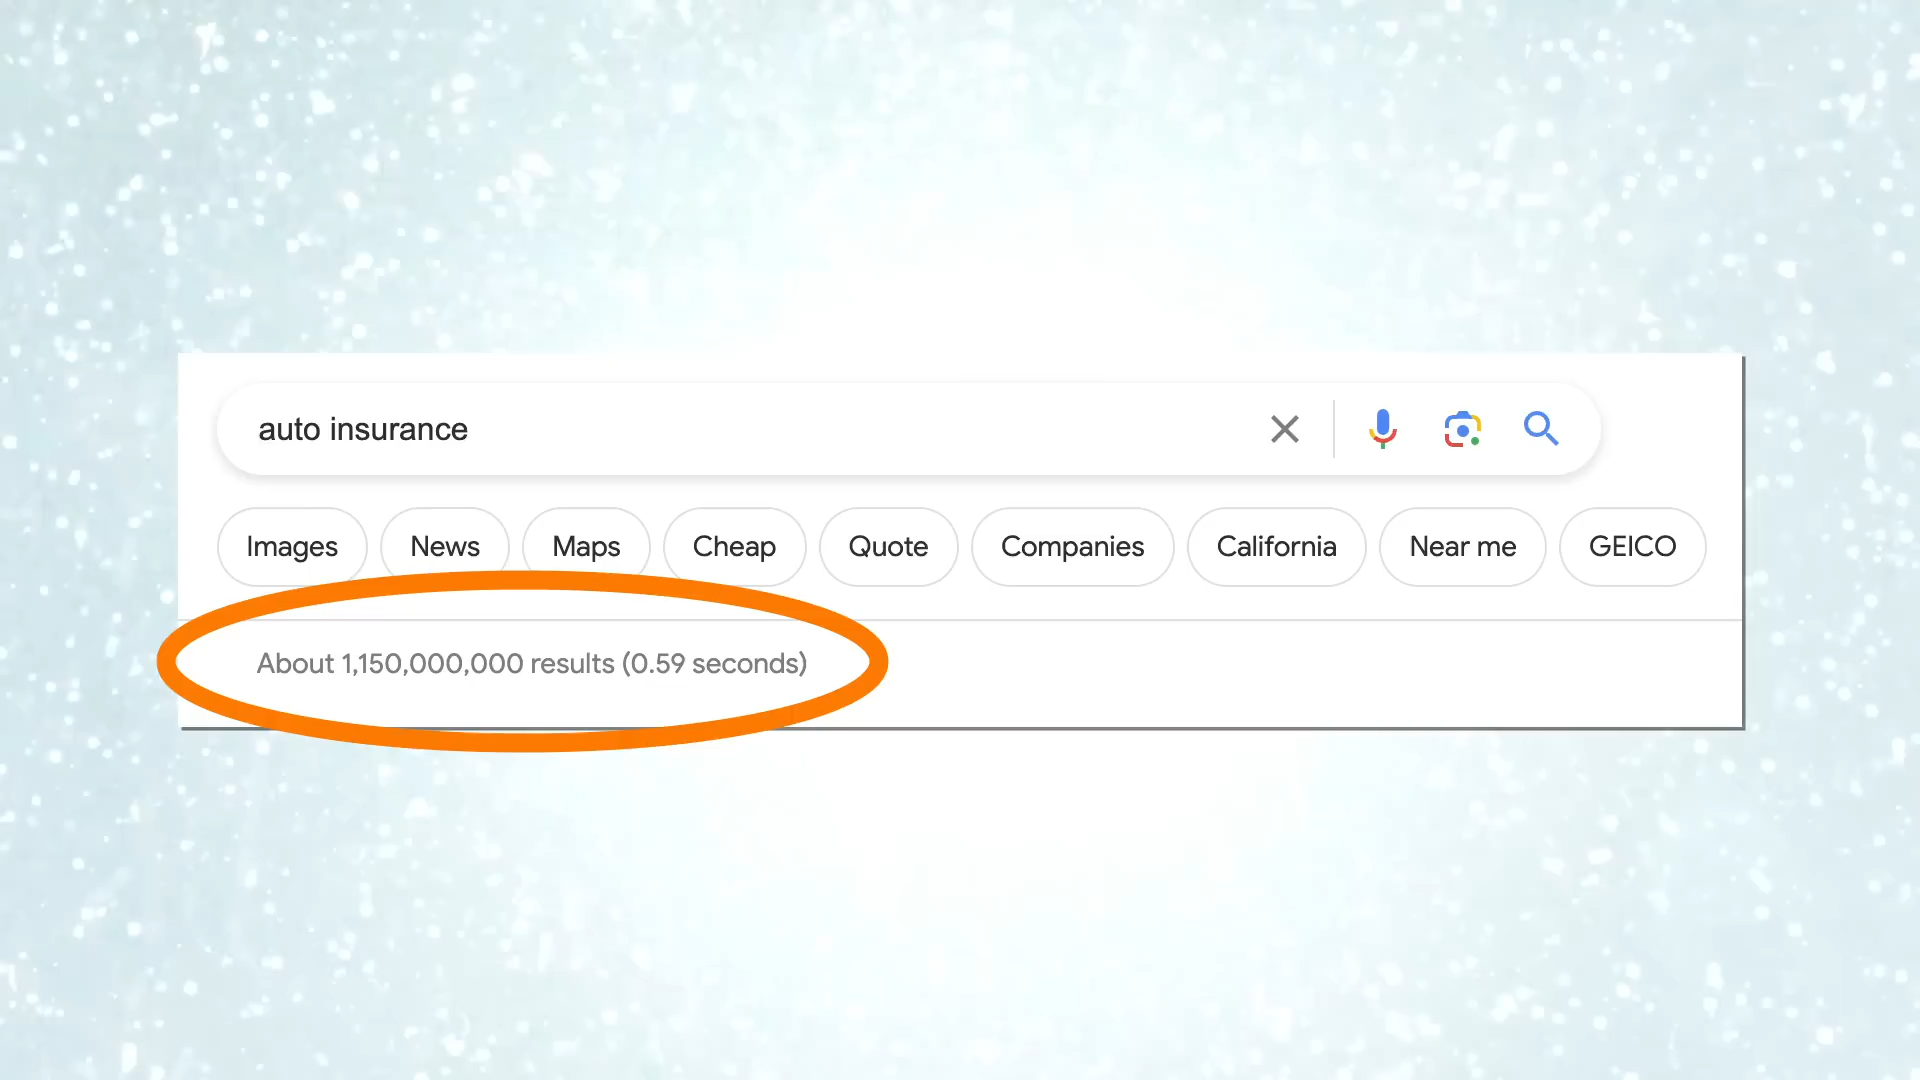 auto insurance
Images News Maps Cheap Quote Companies California Near me GEICO
About 1,150,000,000 results (0.59 seconds)